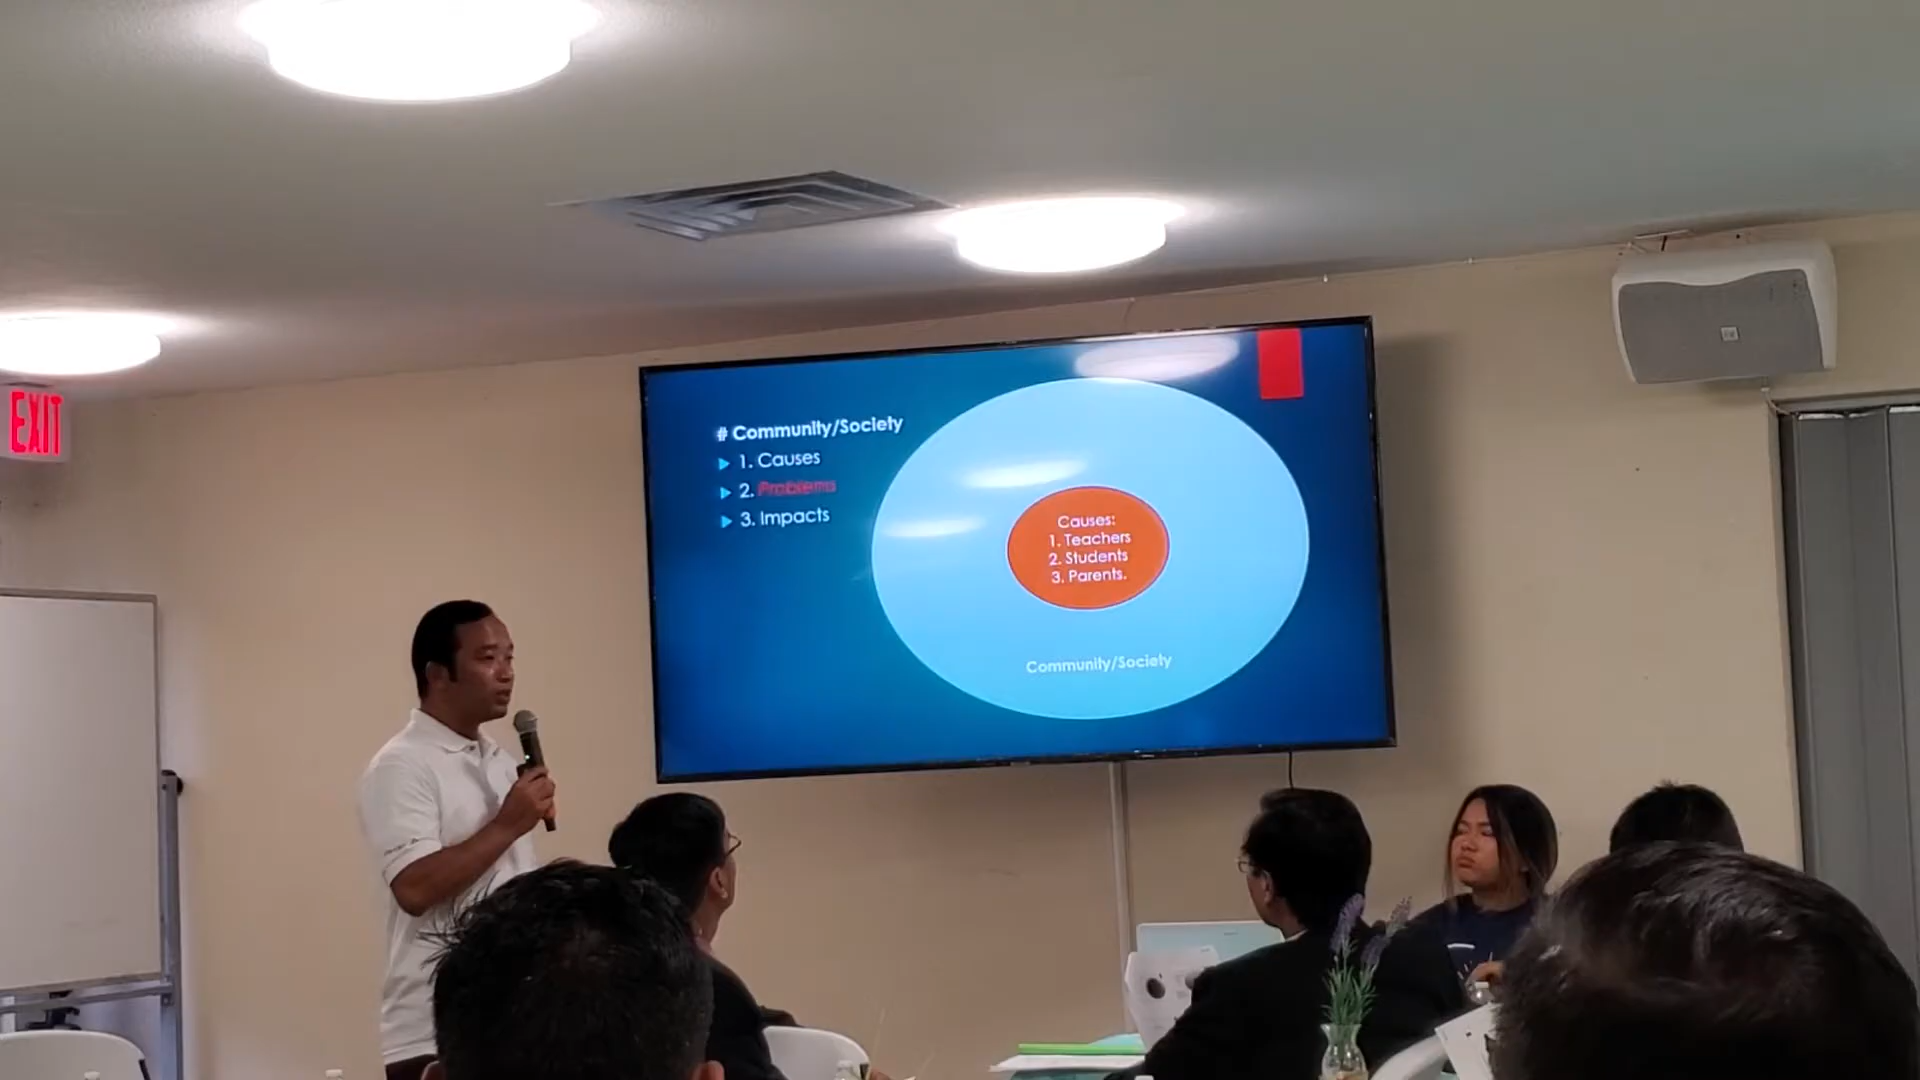 EXIT
# Community/Society
1. Causes
2. Problems
3. Impacts
Causes:
1. Teachers
2. Students
3. Parents.
Community/Society